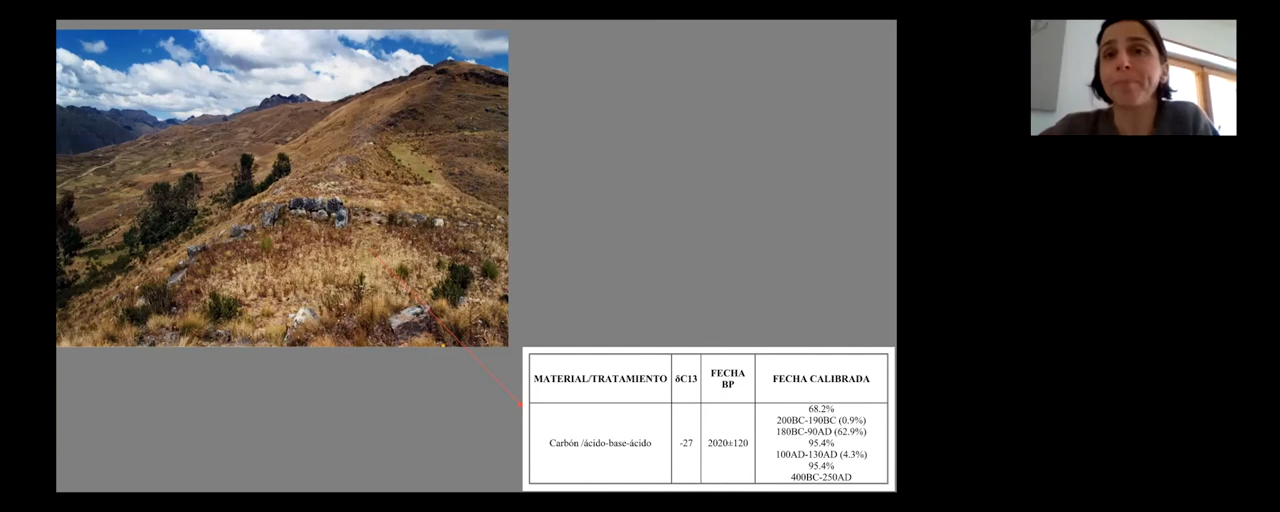 MATERIAL/TRATAMIENTO δC13 FECHA BP FECHA CALIBRADA
Carbón /ácido-base-ácido -27 2020±120
68.2%
200BC-190BC (0.9%)
180BC-90AD (62.9%)
95.4%
100AD-130AD (4.3%)
95.4%
400BC-250AD